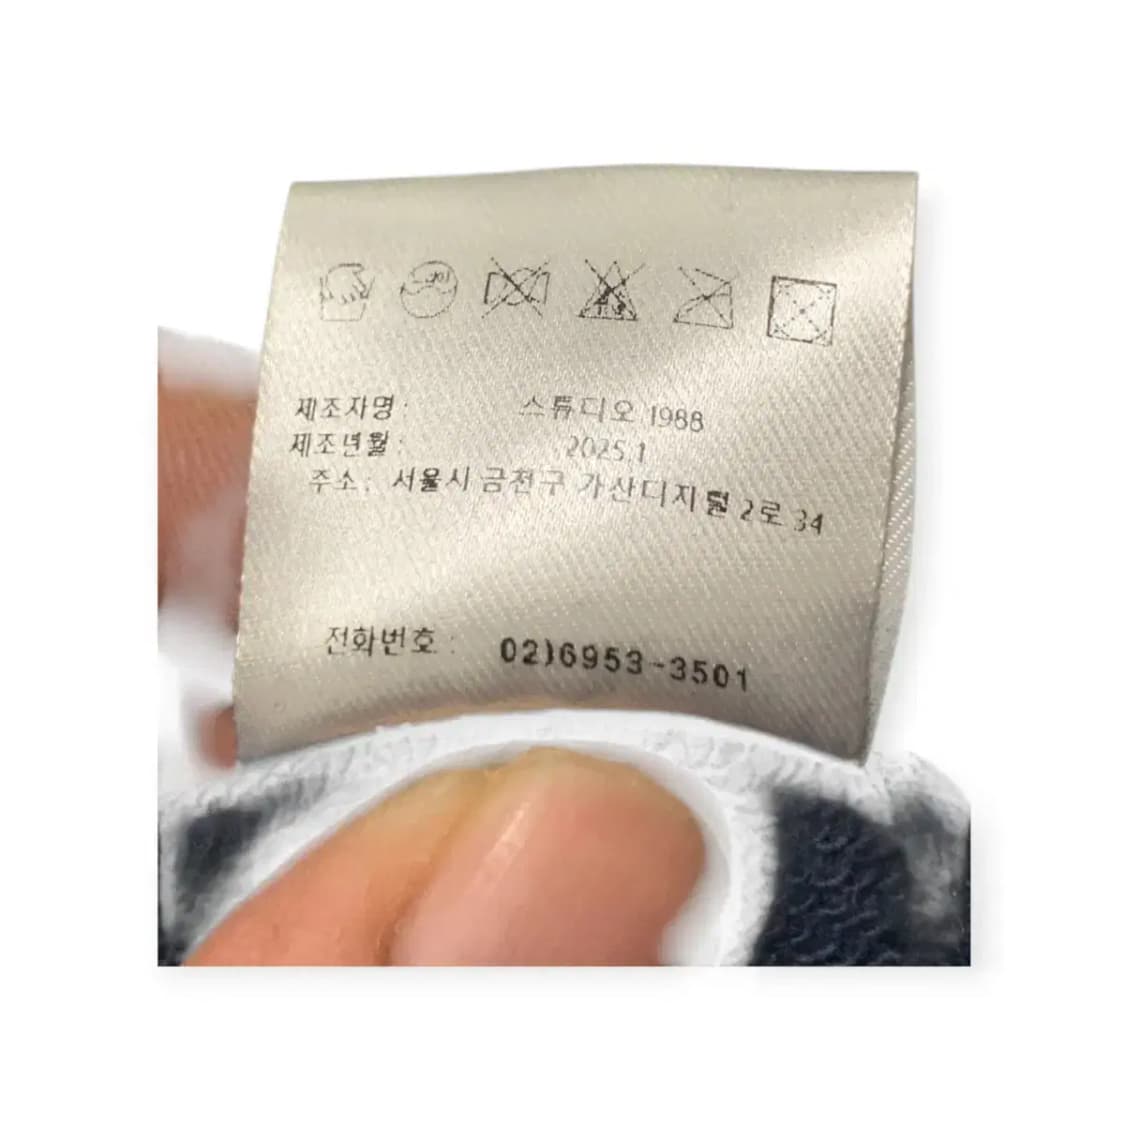 제조자명 : 스튜디오 1988
제조년월 : 2025.1
주소 : 서울시 금천구 가산디지털 2로 34
전화번호 : 02)6953-3501